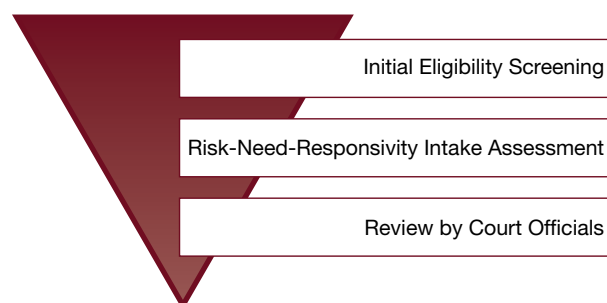 Initial Eligibility Screening
Risk-Need-Responsivity Intake Assessment
Review by Court Officials